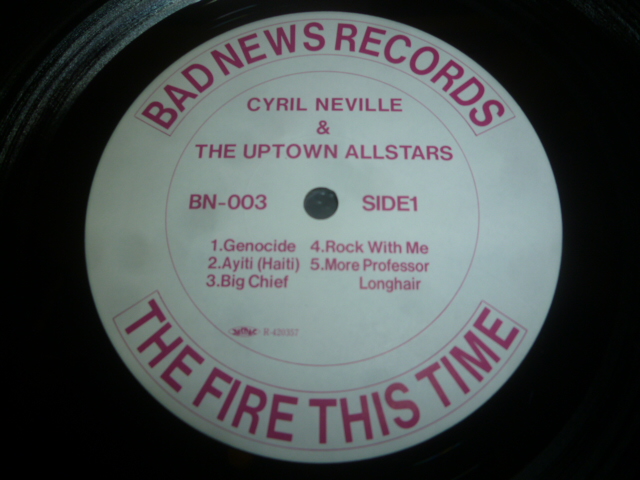 BAD NEWS RECORDS
CYRIL NEVILLE
&
THE UPTOWN ALLSTARS
BN-003 SIDE1
1.Genocide 4.Rock With Me
2.Ayiti (Haiti) 5.More Professor
3.Big Chief Longhair
THE FIRE THIS TIME